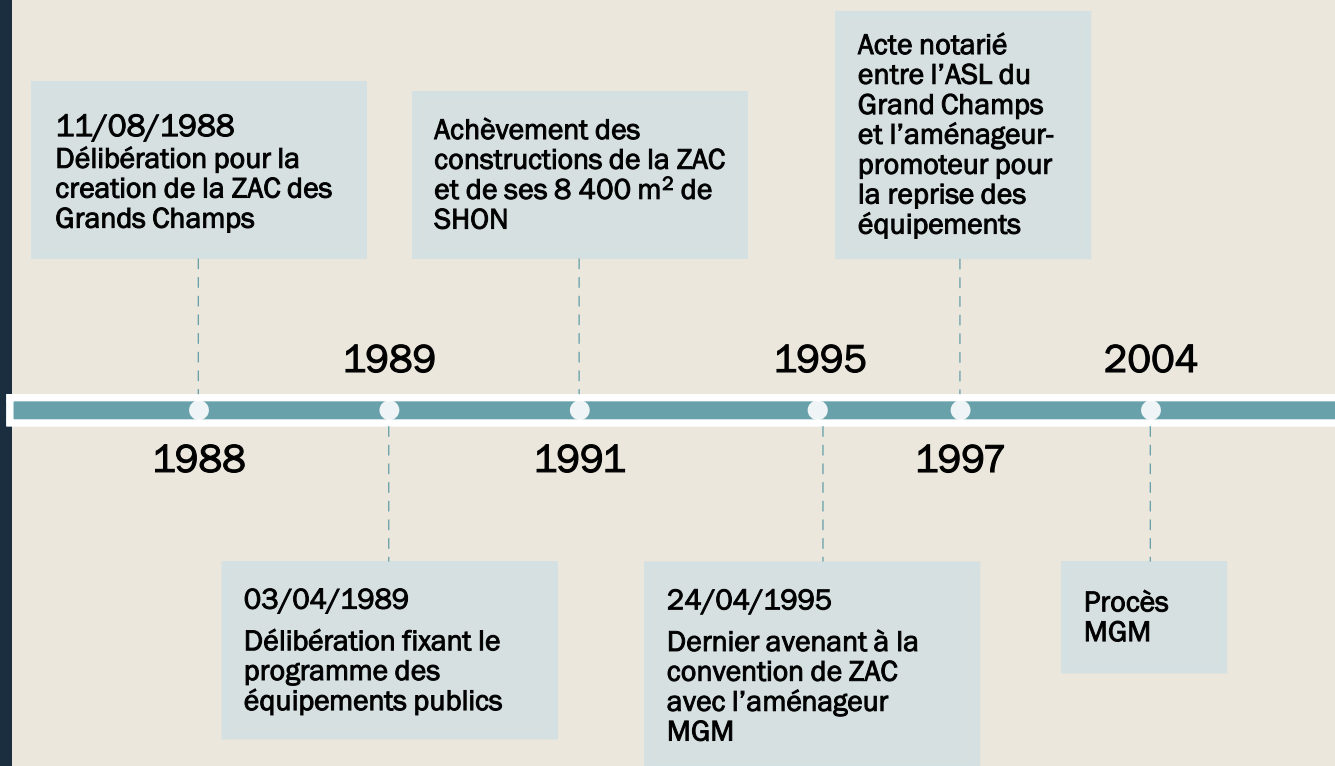 11/08/1988
Délibération pour la
creation de la ZAC des
Grands Champs
Achèvement des
constructions de la ZAC
et de ses 8 400 m² de
SHON
Acte notarié
entre l’ASL du
Grand Champs
et l’aménageur-
promoteur pour
la reprise des
équipements
1989
1995
2004
1988
1991
1997
03/04/1989
Délibération fixant le
programme des
équipements publics
24/04/1995
Dernier avenant à la
convention de ZAC
avec l’aménageur
MGM
Procès
MGM